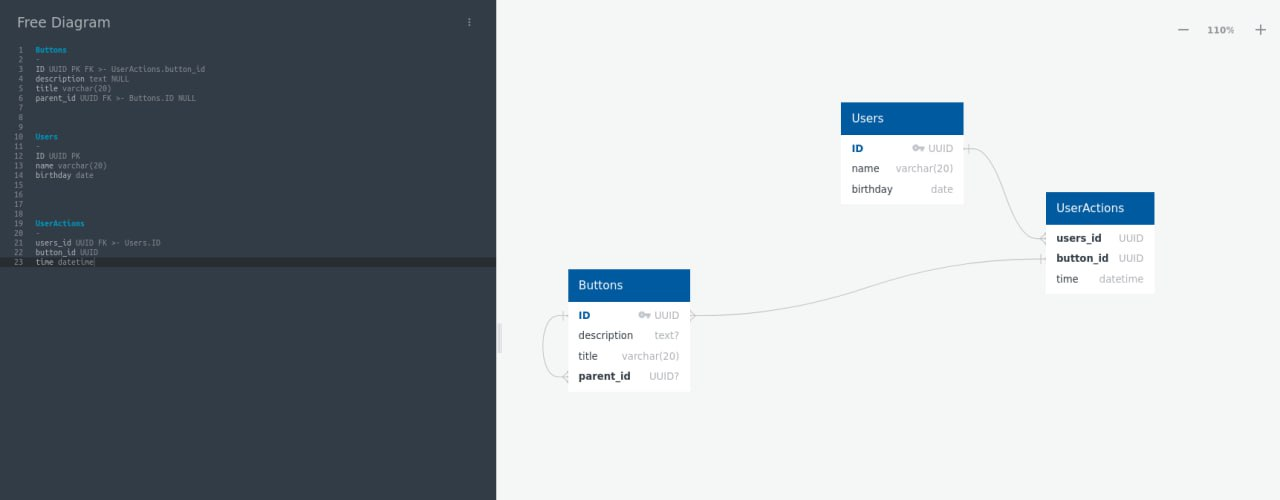 Free Diagram
1 Buttons
2 -
3 ID UUID PK FK >- UserActions.button_id
4 description text NULL
5 title varchar(20)
6 parent_id UUID FK >- Buttons.ID NULL
7
8
9
10 Users
11 -
12 ID UUID PK
13 name varchar(20)
14 birthday date
15
16
17
18
19 UserActions
20 -
21 users_id UUID FK >- Users.ID
22 button_id UUID
23 time datetime
110%
Users
ID UUID
name varchar(20)
birthday date
UserActions
users_id UUID
button_id UUID
time datetime
Buttons
ID UUID
description text?
title varchar(20)
parent_id UUID?